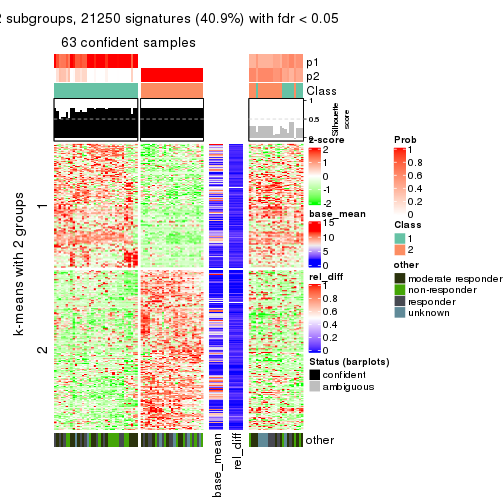 2 subgroups, 21250 signatures (40.9%) with fdr < 0.05
63 confident samples
p1
p2
Class
1
0.5
0
Silhouette
score
k-means with 2 groups
1
2
z-score
2
1
0
-1
-2
base_mean
15
10
5
0
rel_diff
1
0.8
0.6
0.4
0.2
0
Status (barplots)
confident
ambiguous
Prob
1
0.8
0.6
0.4
0.2
0
Class
1
2
other
moderate responder
non-responder
responder
unknown
other
base_mean
rel_diff